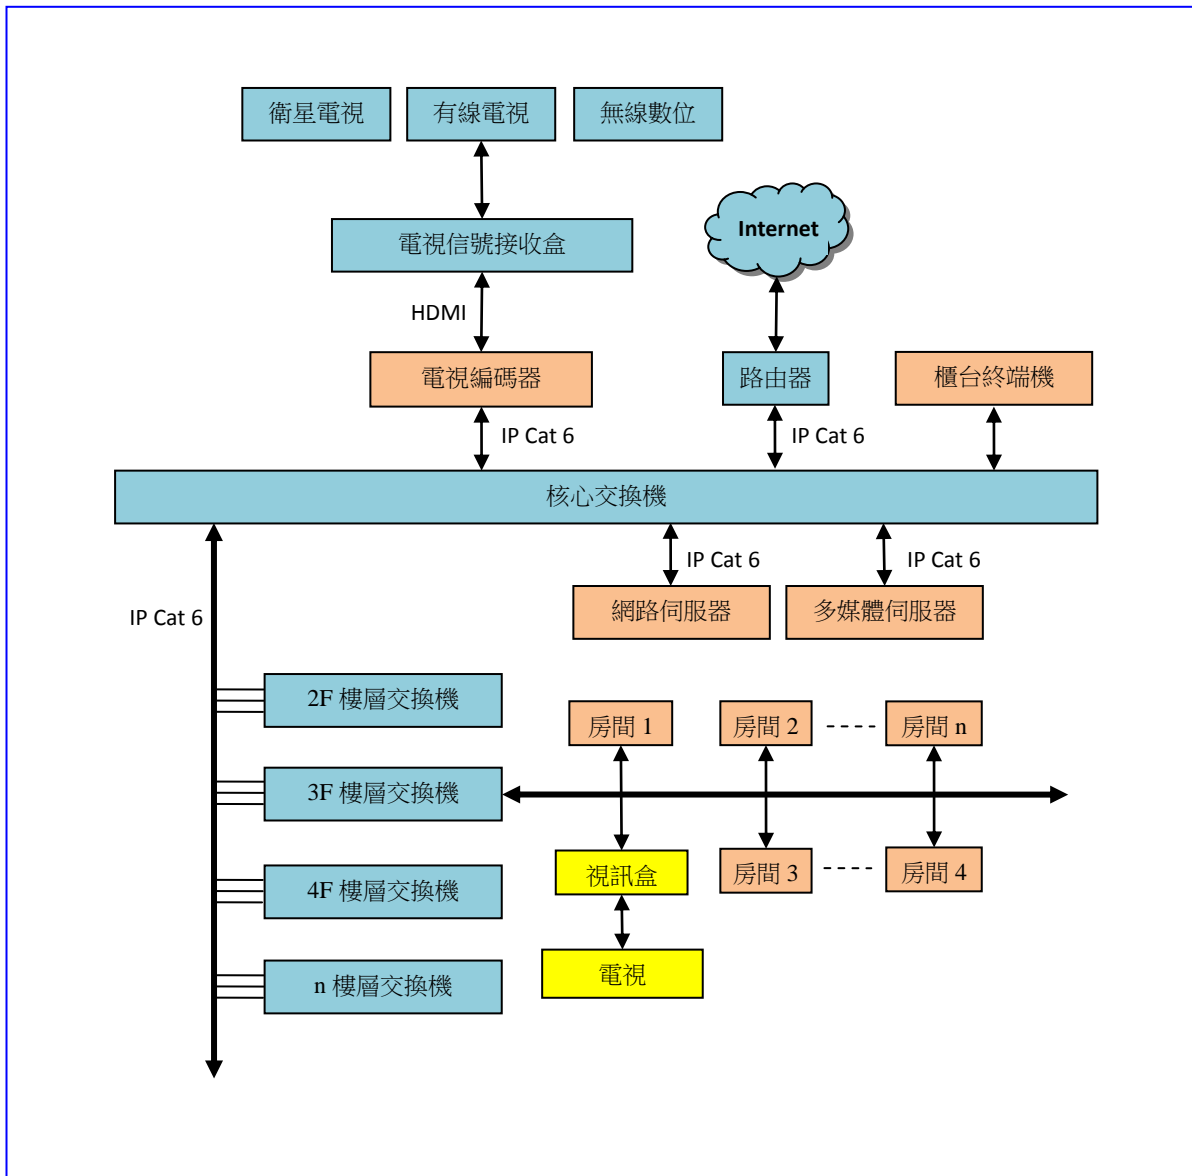 衛星電視
有線電視
無線數位
電視信號接收盒
Internet
HDMI
電視編碼器
路由器
櫃台終端機
IP Cat 6
IP Cat 6
核心交換機
IP Cat 6
IP Cat 6
IP Cat 6
網路伺服器
多媒體伺服器
2F 樓層交換機
房間 1
房間 2
房間 n
3F 樓層交換機
視訊盒
房間 3
房間 4
4F 樓層交換機
電視
n 樓層交換機